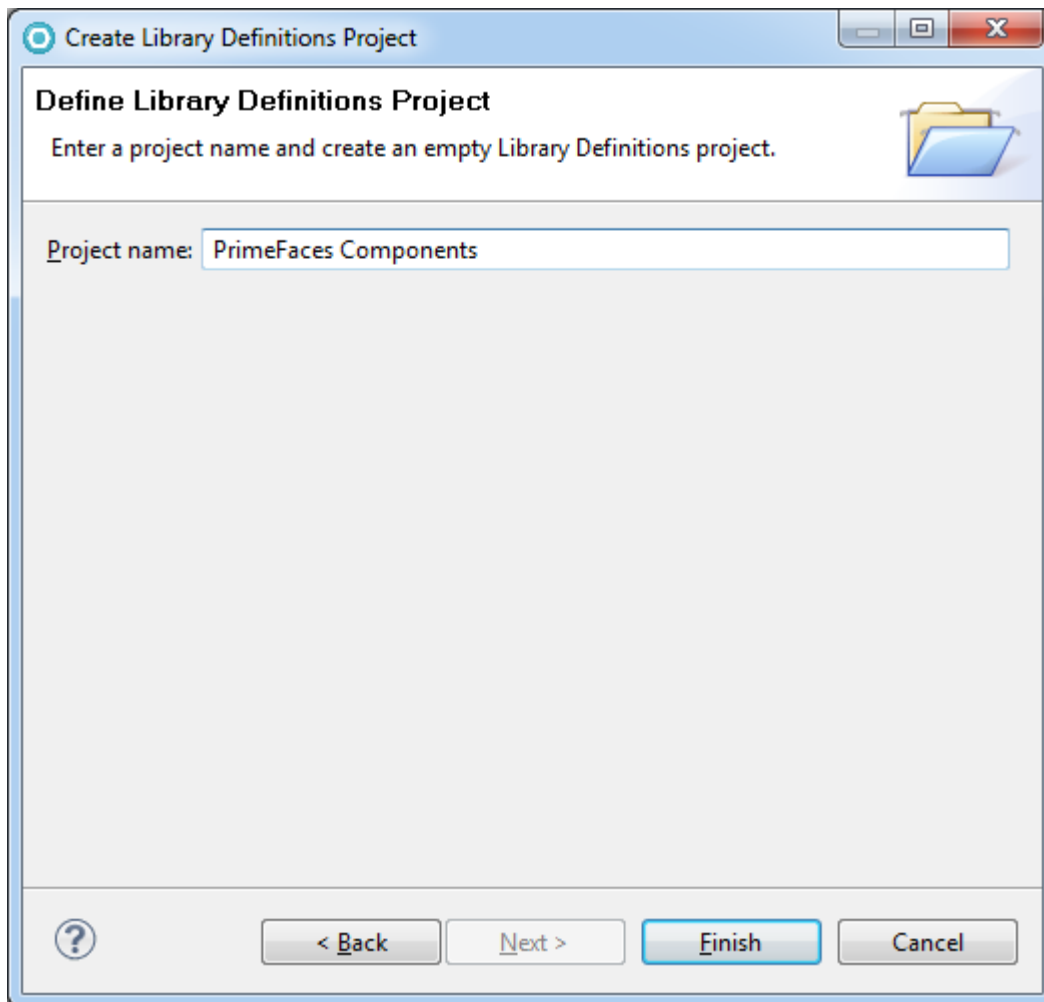 Create Library Definitions Project
Define Library Definitions Project
Enter a project name and create an empty Library Definitions project.
Project name: PrimeFaces Components
< Back Next > Finish Cancel